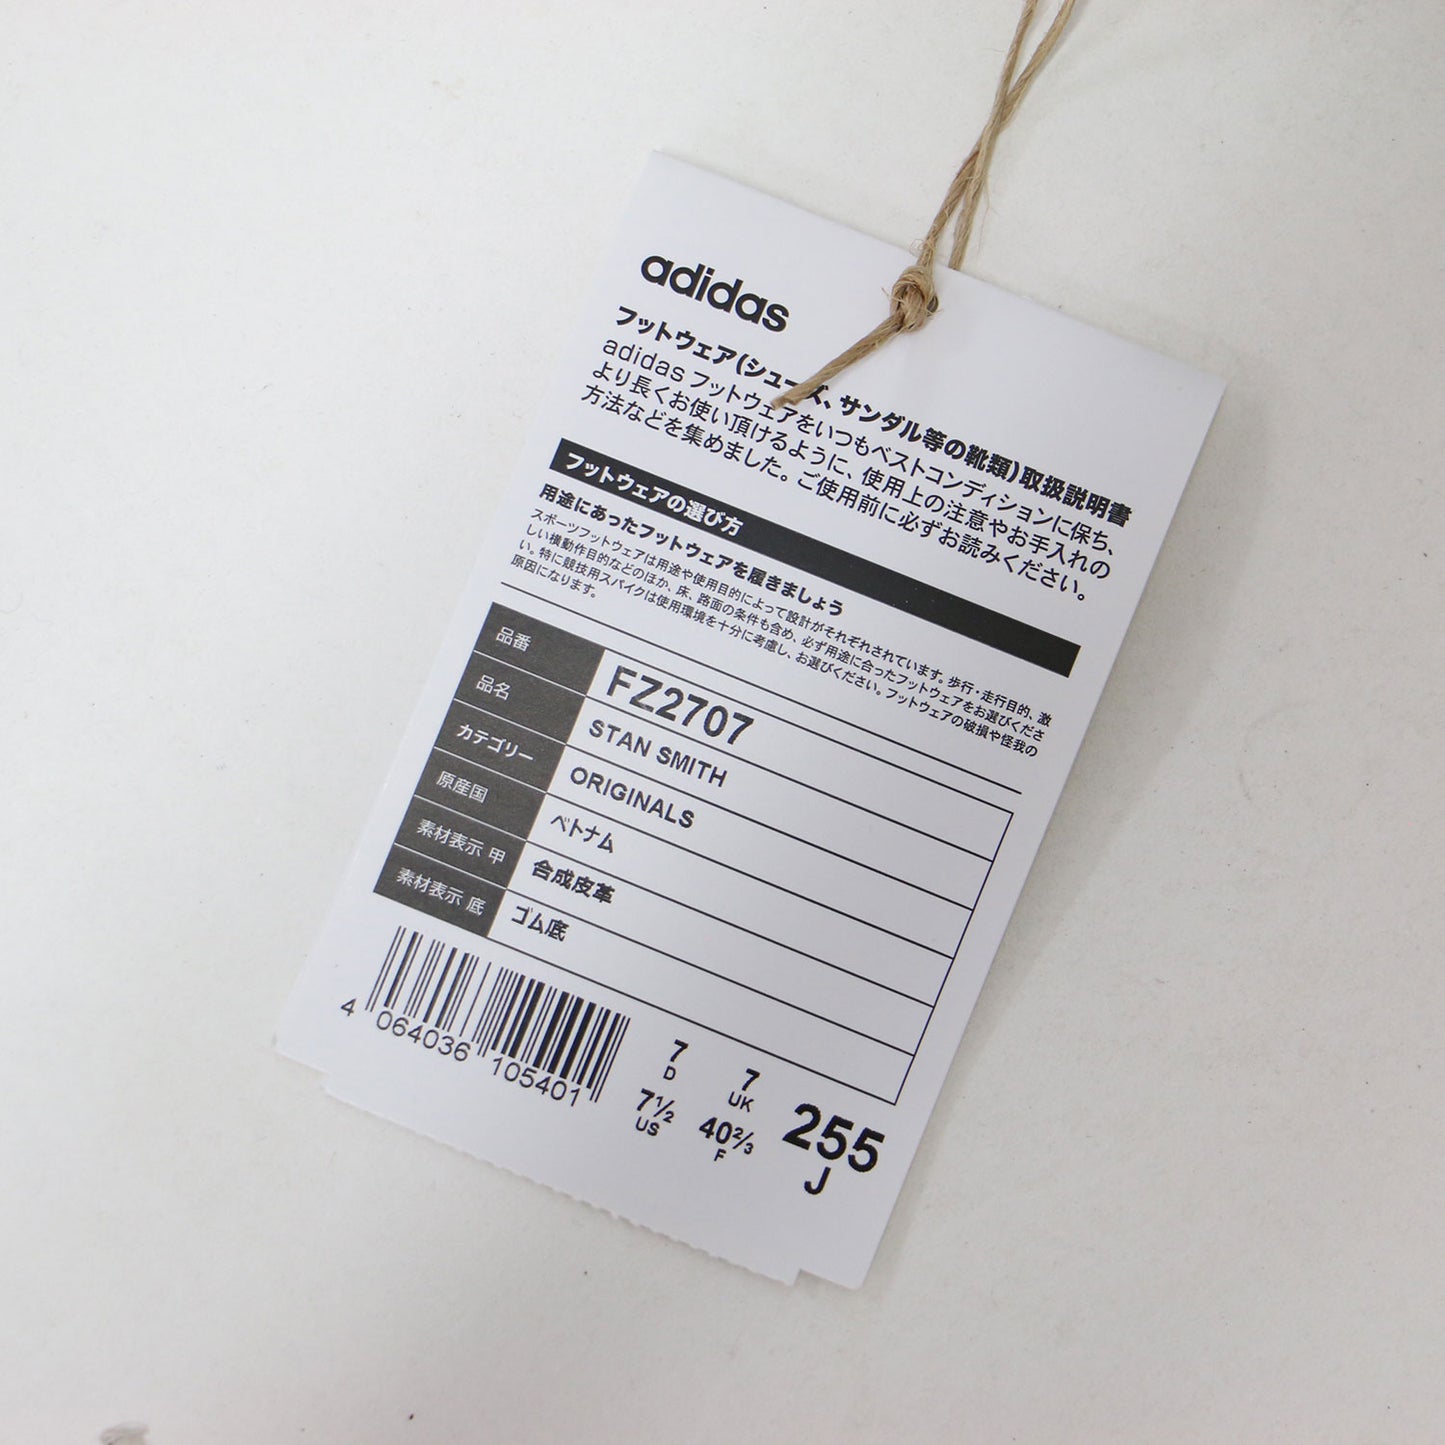 adidas
フットウェア(シューズ、サンダル等の靴類)取扱説明書
adidas フットウェアをいつもベストコンディションに保ち、
より長くお使い頂けるように、使用上の注意やお手入れの
方法などを集めました。ご使用前に必ずお読みください。
フットウェアの選び方
用途にあったフットウェアを履きましょう
スポーツフットウェアは用途や使用目的によって設計がそれぞれされています。歩行・走行目的、激
しい横動作目的などのほか、床、路面の条件も含め、必ず用途に合ったフットウェアをお選びくださ
い。特に競技用スパイクは使用環境を十分に考慮し、お選びください。フットウェアの破損や怪我の
原因になります。
品番 FZ2707
品名 STAN SMITH
カテゴリー ORIGINALS
原産国 ベトナム
素材表示 甲 合成皮革
素材表示 底 ゴム底
4 064036 105401
7 D
7 UK
7½ US
40⅔ F
255 J